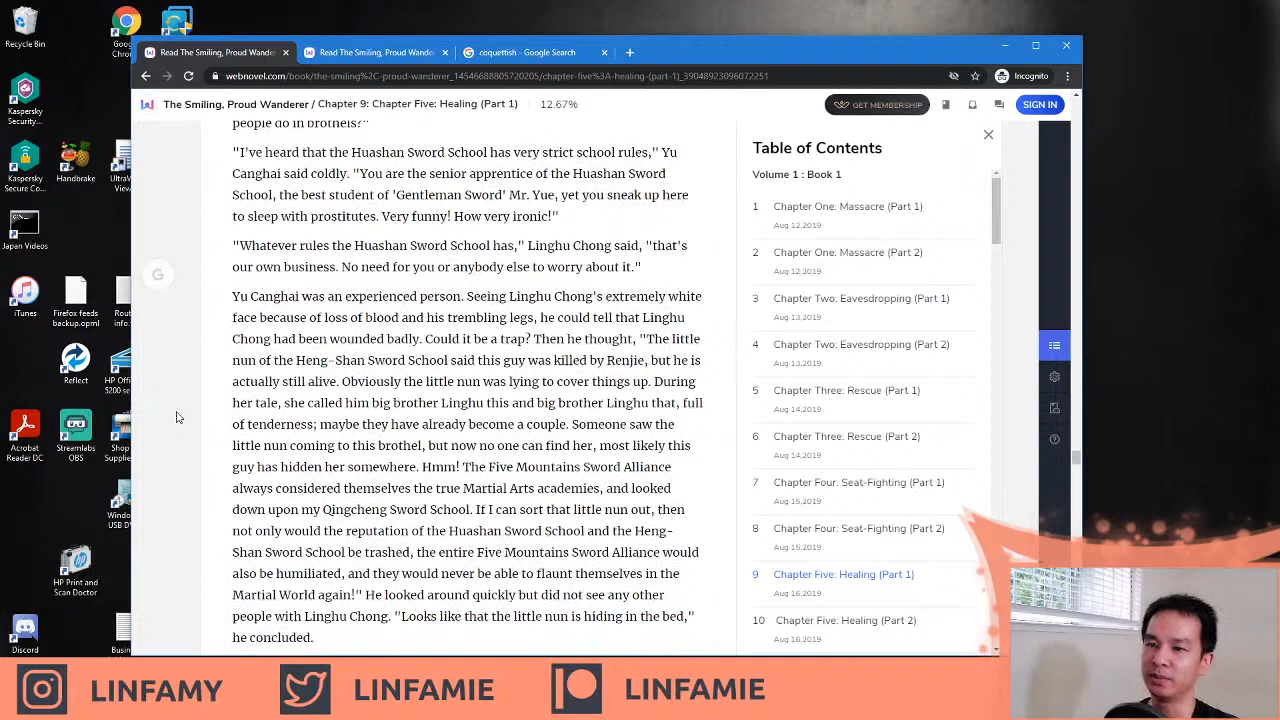 Recycle Bin
Google
Chrome
Read The Smiling, Proud Wande
Read The Smiling, Proud Wande
coquettish - Google Search
webnovel.com/book/the-smiling%2C-proud-wanderer_14546688805720205/chapter-five%3A-healing-(part-1)_39048923096072251
Incognito
The Smiling, Proud Wanderer / Chapter 9: Chapter Five: Healing (Part 1)
12.67%
GET MEMBERSHIP
SIGN IN
people do in brothels?"
"I've heard that the Huashan Sword School has very strict school rules," Yu
Canghai said coldly. "You are the senior apprentice of the Huashan Sword
School, the best student of 'Gentleman Sword' Mr. Yue, yet you sneak up here
to sleep with prostitutes. Very funny! How very ironic!"
"Whatever rules the Huashan Sword School has," Linghu Chong said, "that's
our own business. No need for you or anybody else to worry about it."
Yu Canghai was an experienced person. Seeing Linghu Chong's extremely white
face because of loss of blood and his trembling legs, he could tell that Linghu
Chong had been wounded badly. Could it be a trap? Then he thought, "The little
nun of the Heng-Shan Sword School said this guy was killed by Renjie, but he is
actually still alive. Obviously the little nun was lying to cover things up. During
her tale, she called him big brother Linghu this and big brother Linghu that, full
of tenderness; maybe they have already become a couple. Someone saw the
little nun coming to this brothel, but now no one can find her, most likely this
guy has hidden her somewhere. Hmm! The Five Mountains Sword Alliance
always considered themselves the true Martial Arts academies, and looked
down upon my Qingcheng Sword School. If I can sort that little nun out, then
not only would the reputation of the Huashan Sword School and the Heng-
Shan Sword School be trashed, the entire Five Mountains Sword Alliance would
also be humiliated, and they would never be able to flaunt themselves in the
Martial World again!" He looked around quickly but did not see any other
people with Linghu Chong. "Looks like that the little nun is hiding in the bed,"
he concluded.
Table of Contents
Volume 1 : Book 1
1 Chapter One: Massacre (Part 1)
Aug 12,2019
2 Chapter One: Massacre (Part 2)
Aug 12,2019
3 Chapter Two: Eavesdropping (Part 1)
Aug 13,2019
4 Chapter Two: Eavesdropping (Part 2)
Aug 13,2019
5 Chapter Three: Rescue (Part 1)
Aug 14,2019
6 Chapter Three: Rescue (Part 2)
Aug 14,2019
7 Chapter Four: Seat-Fighting (Part 1)
Aug 15,2019
8 Chapter Four: Seat-Fighting (Part 2)
Aug 15,2019
9 Chapter Five: Healing (Part 1)
Aug 16,2019
10 Chapter Five: Healing (Part 2)
Aug 16,2019
Kaspersky
Security...
Handbrake
Kaspersky
Secure...
Japan Videos
iTunes
Firefox feeds
backup.opml
Reflect
HP Office
5200 se
Acrobat
Reader DC
Streamlabs
OBS
Shop
Supplies
Window
USB DV
HP Print and
Scan Doctor
Discord
LINFAMY
LINFAMIE
LINFAMIE